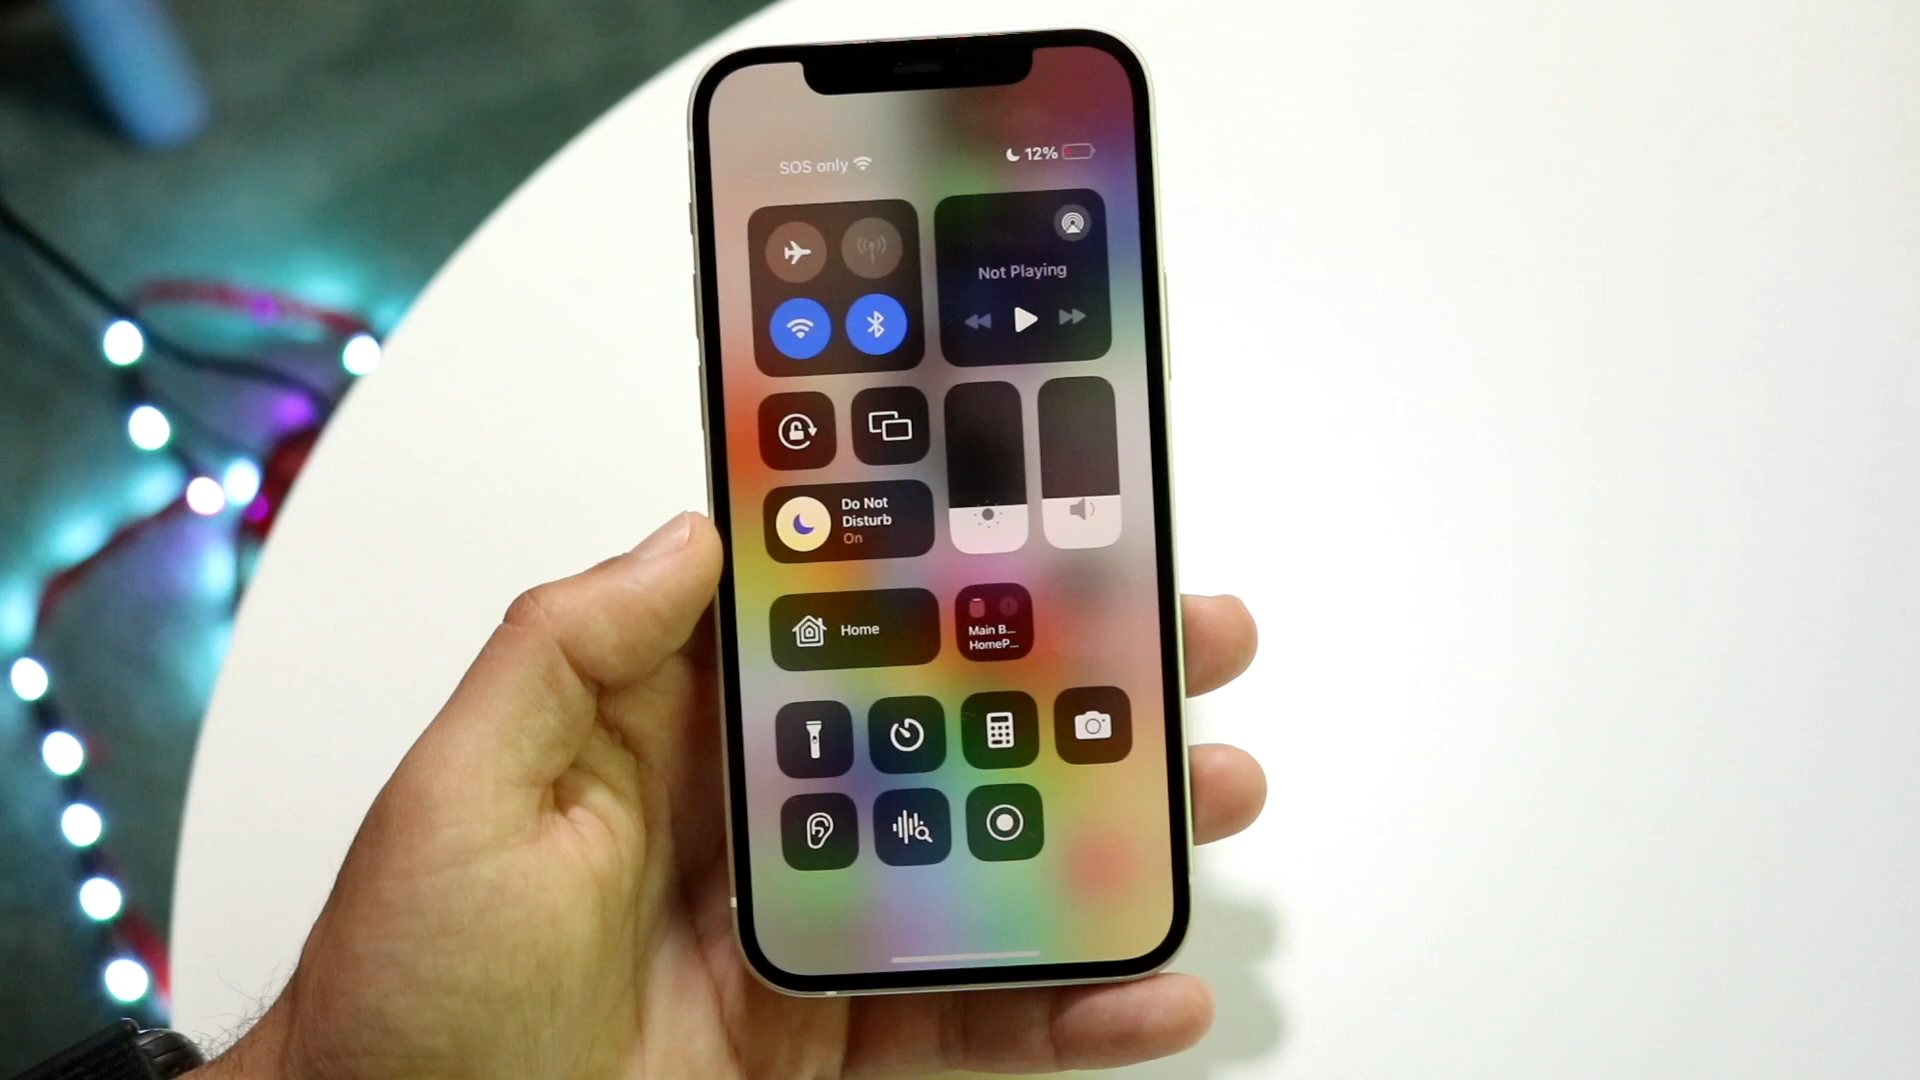 SOS only
12%
Not Playing
Do Not
Disturb
On
Home
Main B...
HomeP...